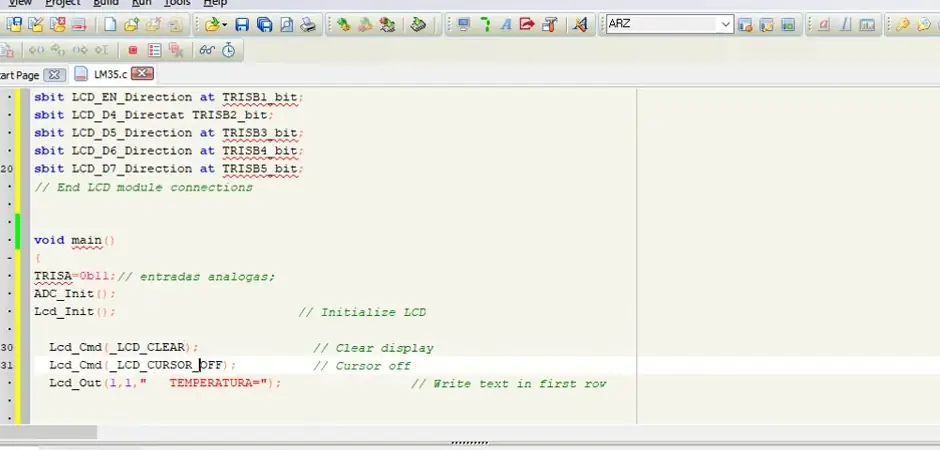 View Project Build Run Tools Help
ARZ
Start Page LM35.c
sbit LCD_EN_Direction at TRISB1_bit;
sbit LCD_D4_Directat TRISB2_bit;
sbit LCD_D5_Direction at TRISB3_bit;
sbit LCD_D6_Direction at TRISB4_bit;
20 sbit LCD_D7_Direction at TRISB5_bit;
// End LCD module connections
void main()
{
TRISA=0b11;// entradas analogas;
ADC_Init();
Lcd_Init(); // Initialize LCD
30 Lcd_Cmd(_LCD_CLEAR); // Clear display
31 Lcd_Cmd(_LCD_CURSOR_OFF); // Cursor off
Lcd_Out(1,1," TEMPERATURA="); // Write text in first row